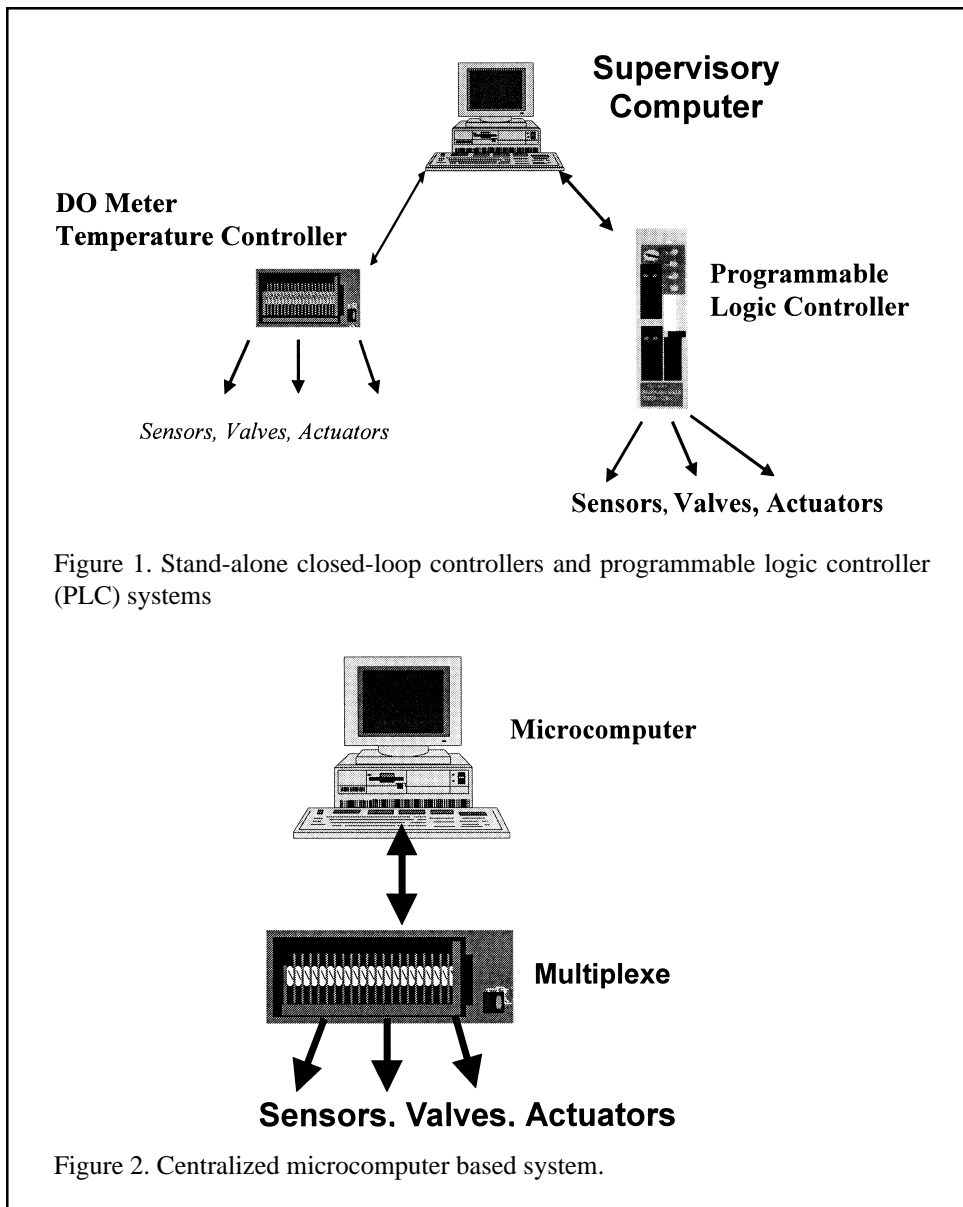 Supervisory
Computer
DO Meter
Temperature Controller
Programmable
Logic Controller
Sensors, Valves, Actuators
Sensors, Valves, Actuators
Figure 1. Stand-alone closed-loop controllers and programmable logic controller
(PLC) systems
Microcomputer
Multiplexe
Sensors. Valves. Actuators
Figure 2. Centralized microcomputer based system.